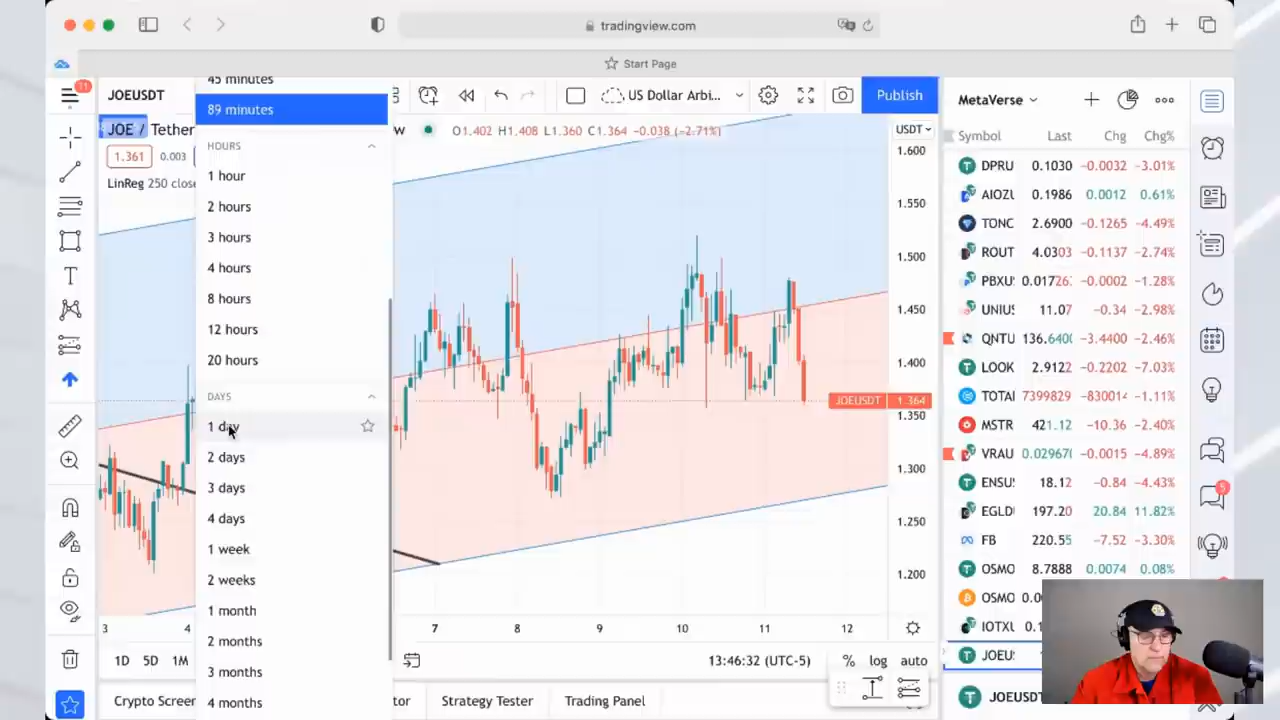 tradingview.com
Start Page
11
JOEUSDT
45 minutes
US Dollar Arbi...
Publish
MetaVerse
89 minutes
JOE / Tether
w
O1.402 H1.408 L1.360 C1.364 −0.038 (−2.71%)
USDT
Symbol Last Chg Chg%
1.361 0.003
LinReg 250 close
HOURS
1 hour
2 hours
3 hours
4 hours
8 hours
12 hours
20 hours
DAYS
1 day
2 days
3 days
4 days
1 week
2 weeks
1 month
2 months
3 months
4 months
1.600
1.550
1.500
1.450
1.400
JOEUSDT 1.364
1.350
1.300
1.250
1.200
DPRU 0.1030 −0.0032 −3.01%
AIOZU 0.1986 0.0012 0.61%
TONC 2.6900 −0.1265 −4.49%
ROUT 4.0303 −0.1137 −2.74%
PBXU 0.01726 −0.0002 −1.28%
UNIUS 11.07 −0.34 −2.98%
QNTU 136.6400 −3.4400 −2.46%
LOOK 2.9122 −0.2202 −7.03%
TOTAL 7399829 −830014 −1.11%
MSTR 421.12 −10.36 −2.40%
VRAU 0.02967 −0.0015 −4.89%
ENSU 18.12 −0.84 −4.43%
EGLD 197.20 20.84 11.82%
FB 220.55 −7.52 −3.30%
OSMO 8.7888 0.0074 0.08%
OSMO 0.0
IOTXU 0.1
JOEU
5
3 4 7 8 9 10 11 12
1D 5D 1M
13:46:32 (UTC-5)
% log auto
Crypto Screen
tor
Strategy Tester
Trading Panel
JOEUSDT